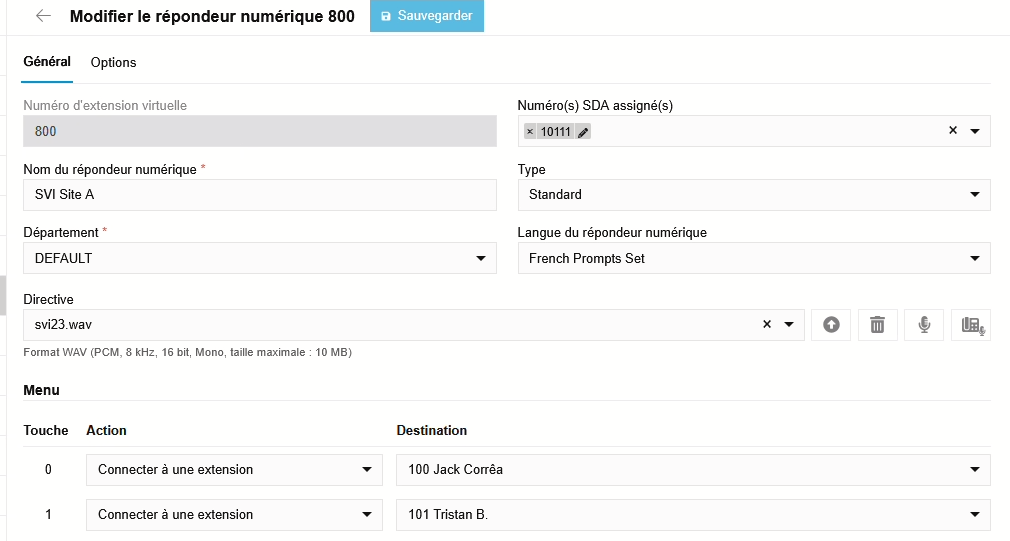 Modifier le répondeur numérique 800 Sauvegarder
Général Options
Numéro d'extension virtuelle Numéro(s) SDA assigné(s)
800 × 10111 ×
Nom du répondeur numérique * Type
SVI Site A Standard
Département * Langue du répondeur numérique
DEFAULT French Prompts Set
Directive
svi23.wav ×
Format WAV (PCM, 8 kHz, 16 bit, Mono, taille maximale : 10 MB)
Menu
Touche Action Destination
0 Connecter à une extension 100 Jack Corrêa
1 Connecter à une extension 101 Tristan B.